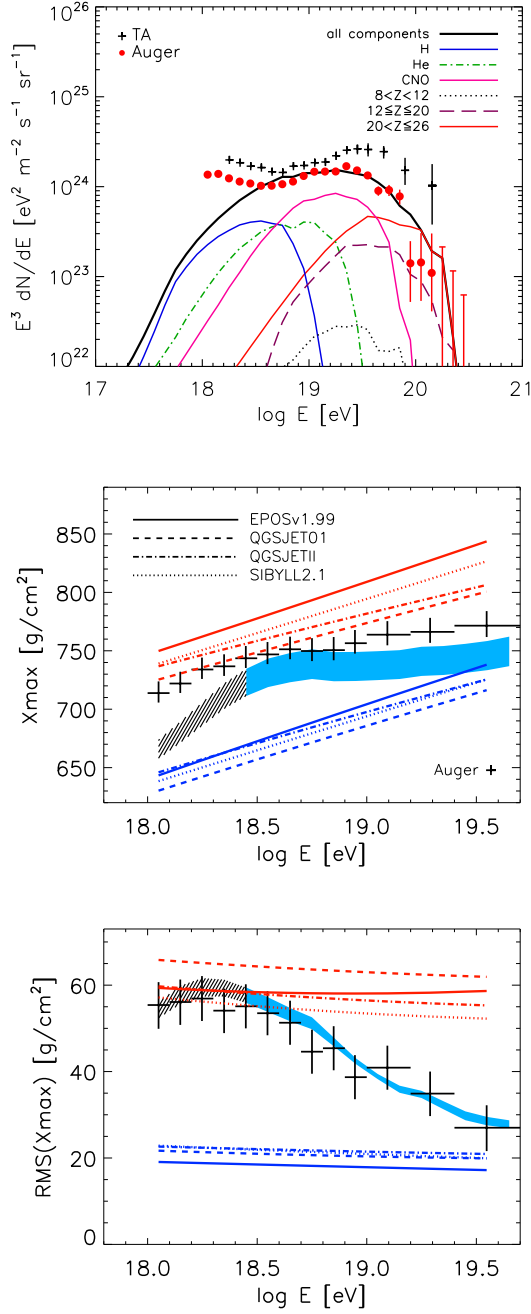 10^26
10^25
10^24
10^23
10^22
E^3 dN/dE [eV^2 m^-2 s^-1 sr^-1]
TA
Auger
all components
H
He
CNO
8<Z<12
12≦Z≦20
20<Z≦26
17 18 19 20 21
log E [eV]
850
800
750
700
650
Xmax [g/cm^2]
EPOSv1.99
QGSJET01
QGSJETII
SIBYLL2.1
Auger
18.0 18.5 19.0 19.5
log E [eV]
80
60
40
20
0
RMS(Xmax) [g/cm^2]
18.0 18.5 19.0 19.5
log E [eV]